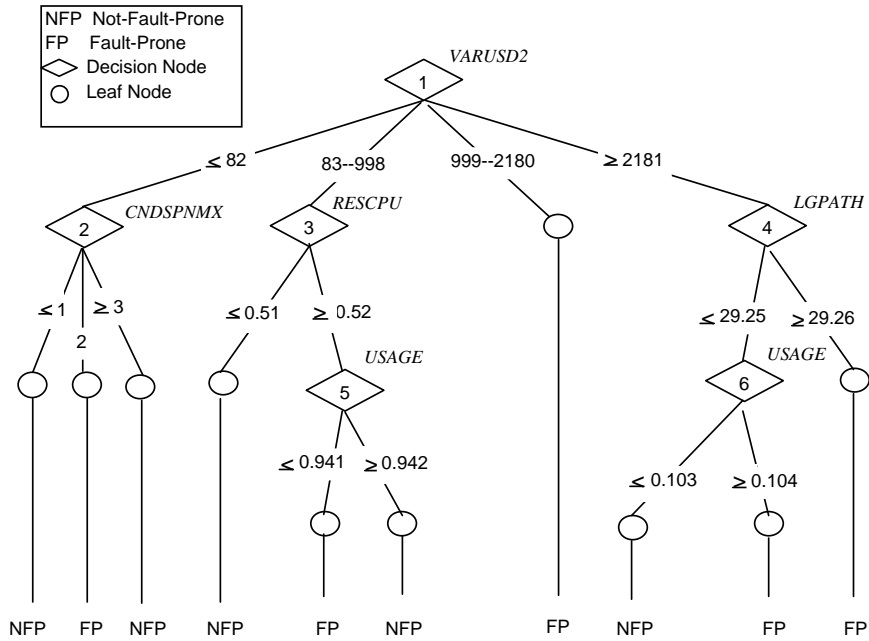 NFP Not-Fault-Prone
FP Fault-Prone
Decision Node
Leaf Node
VARUSD2
1
≤ 82
83--998
999--2180
≥ 2181
CNDSPNMX
2
RESCPU
3
LGPATH
4
≤ 1
2
≥ 3
≤ 0.51
≥ 0.52
≤ 29.25
≥ 29.26
USAGE
5
USAGE
6
≤ 0.941
≥ 0.942
≤ 0.103
≥ 0.104
NFP
FP
NFP
NFP
FP
NFP
FP
NFP
FP
FP